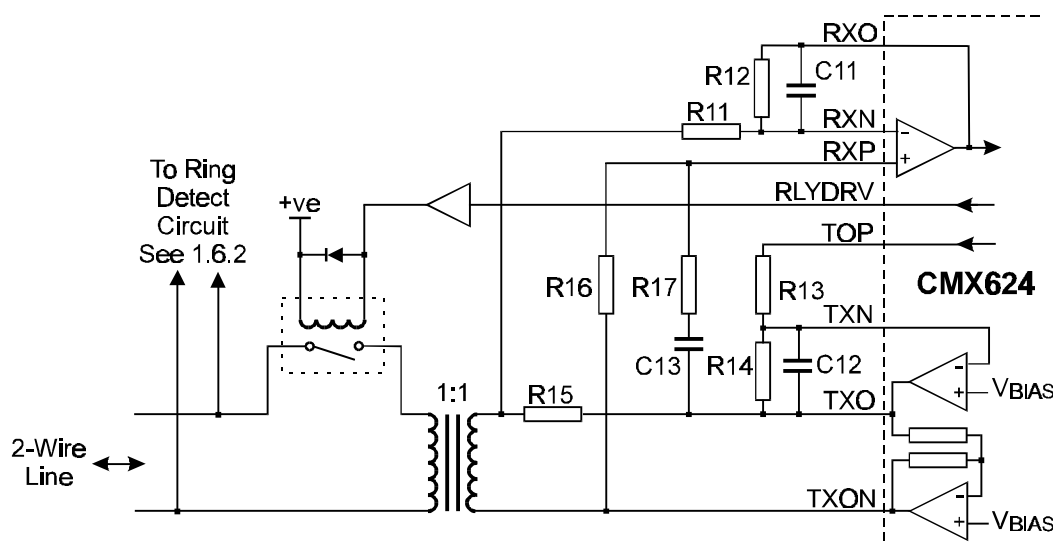 RXO
R12
C11
R11
RXN
-
RXP
+
To Ring
Detect
Circuit
See 1.6.2
+ve
RLYDRV
TOP
R16
R17
R13
CMX624
TXN
C13
R14
C12
-
+
VBIAS
1:1
R15
TXO
2-Wire
Line
-
TXON
+
VBIAS